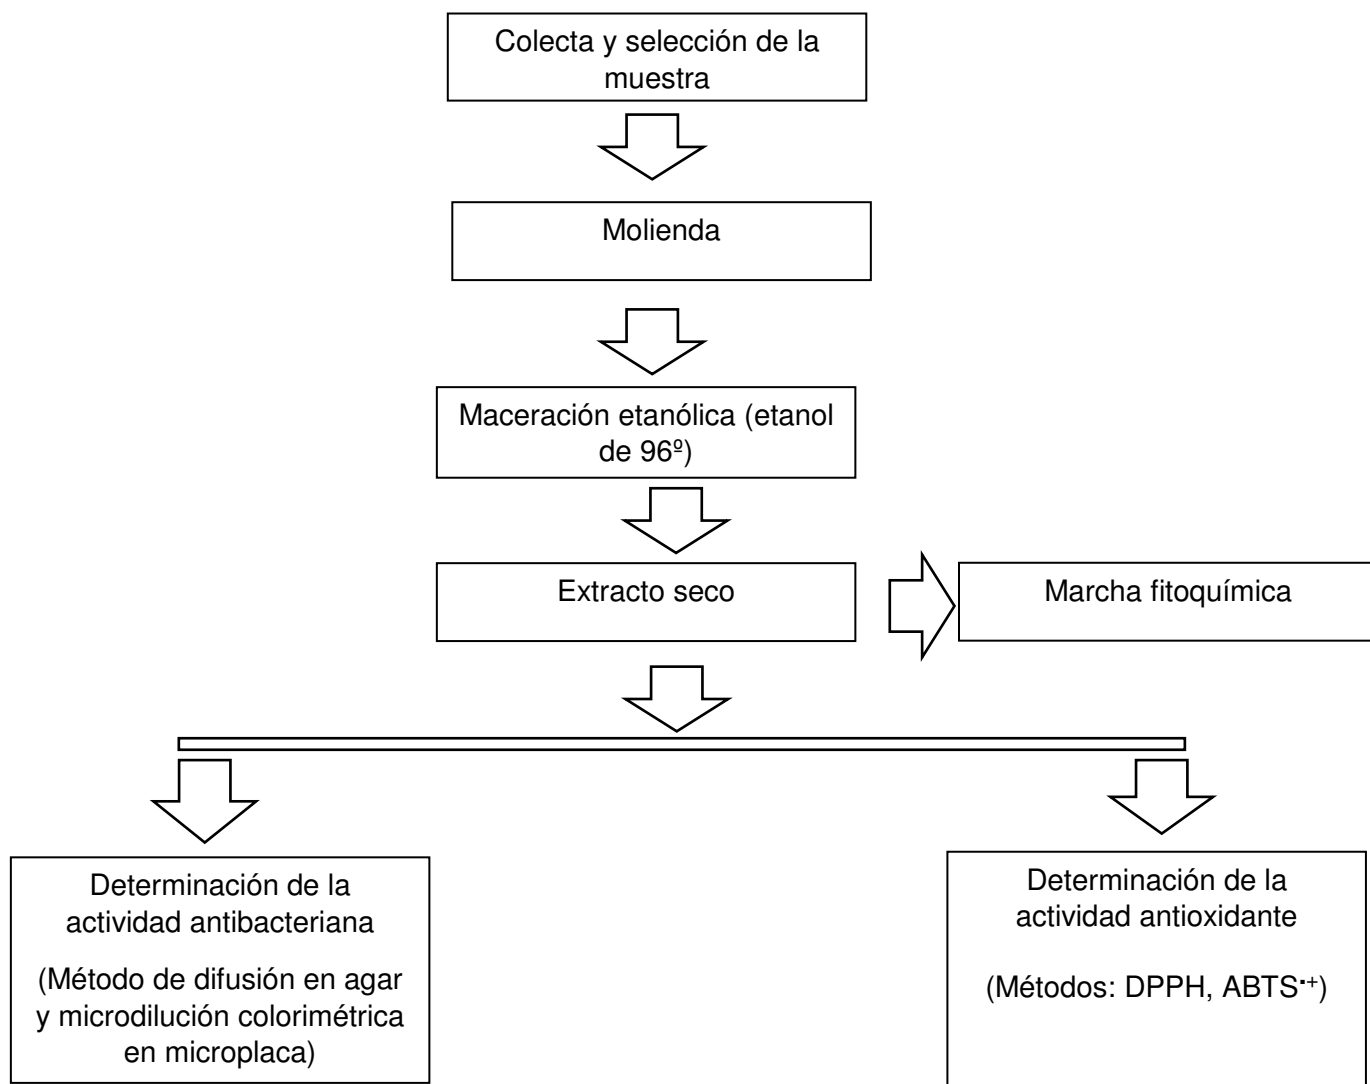 Colecta y selección de la
muestra
Molienda
Maceración etanólica (etanol
de 96º)
Extracto seco
Marcha fitoquímica
Determinación de la
actividad antibacteriana
(Método de difusión en agar
y microdilución colorimétrica
en microplaca)
Determinación de la
actividad antioxidante
(Métodos: DPPH, ABTS·⁺)